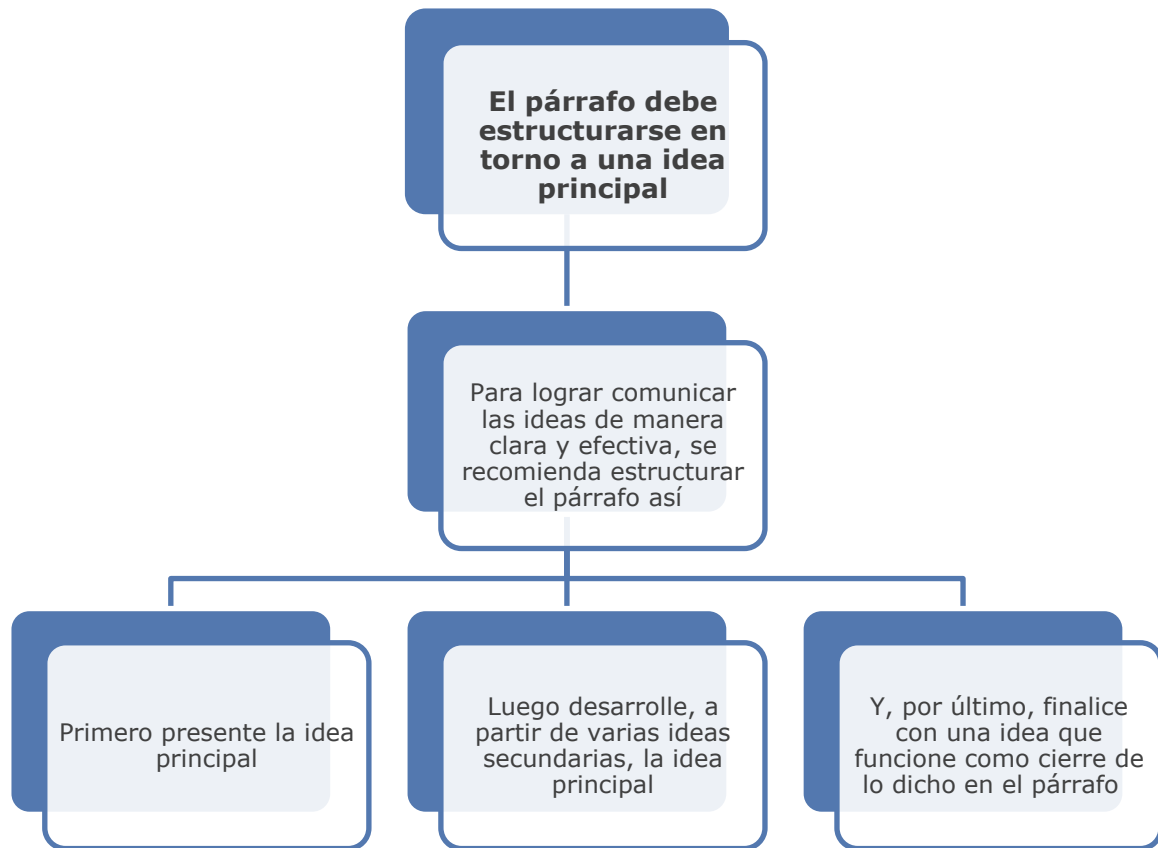 El párrafo debe
estructurarse en
torno a una idea
principal
Para lograr comunicar
las ideas de manera
clara y efectiva, se
recomienda estructurar
el párrafo así
Primero presente la idea
principal
Luego desarrolle, a
partir de varias ideas
secundarias, la idea
principal
Y, por último, finalice
con una idea que
funcione como cierre de
lo dicho en el párrafo